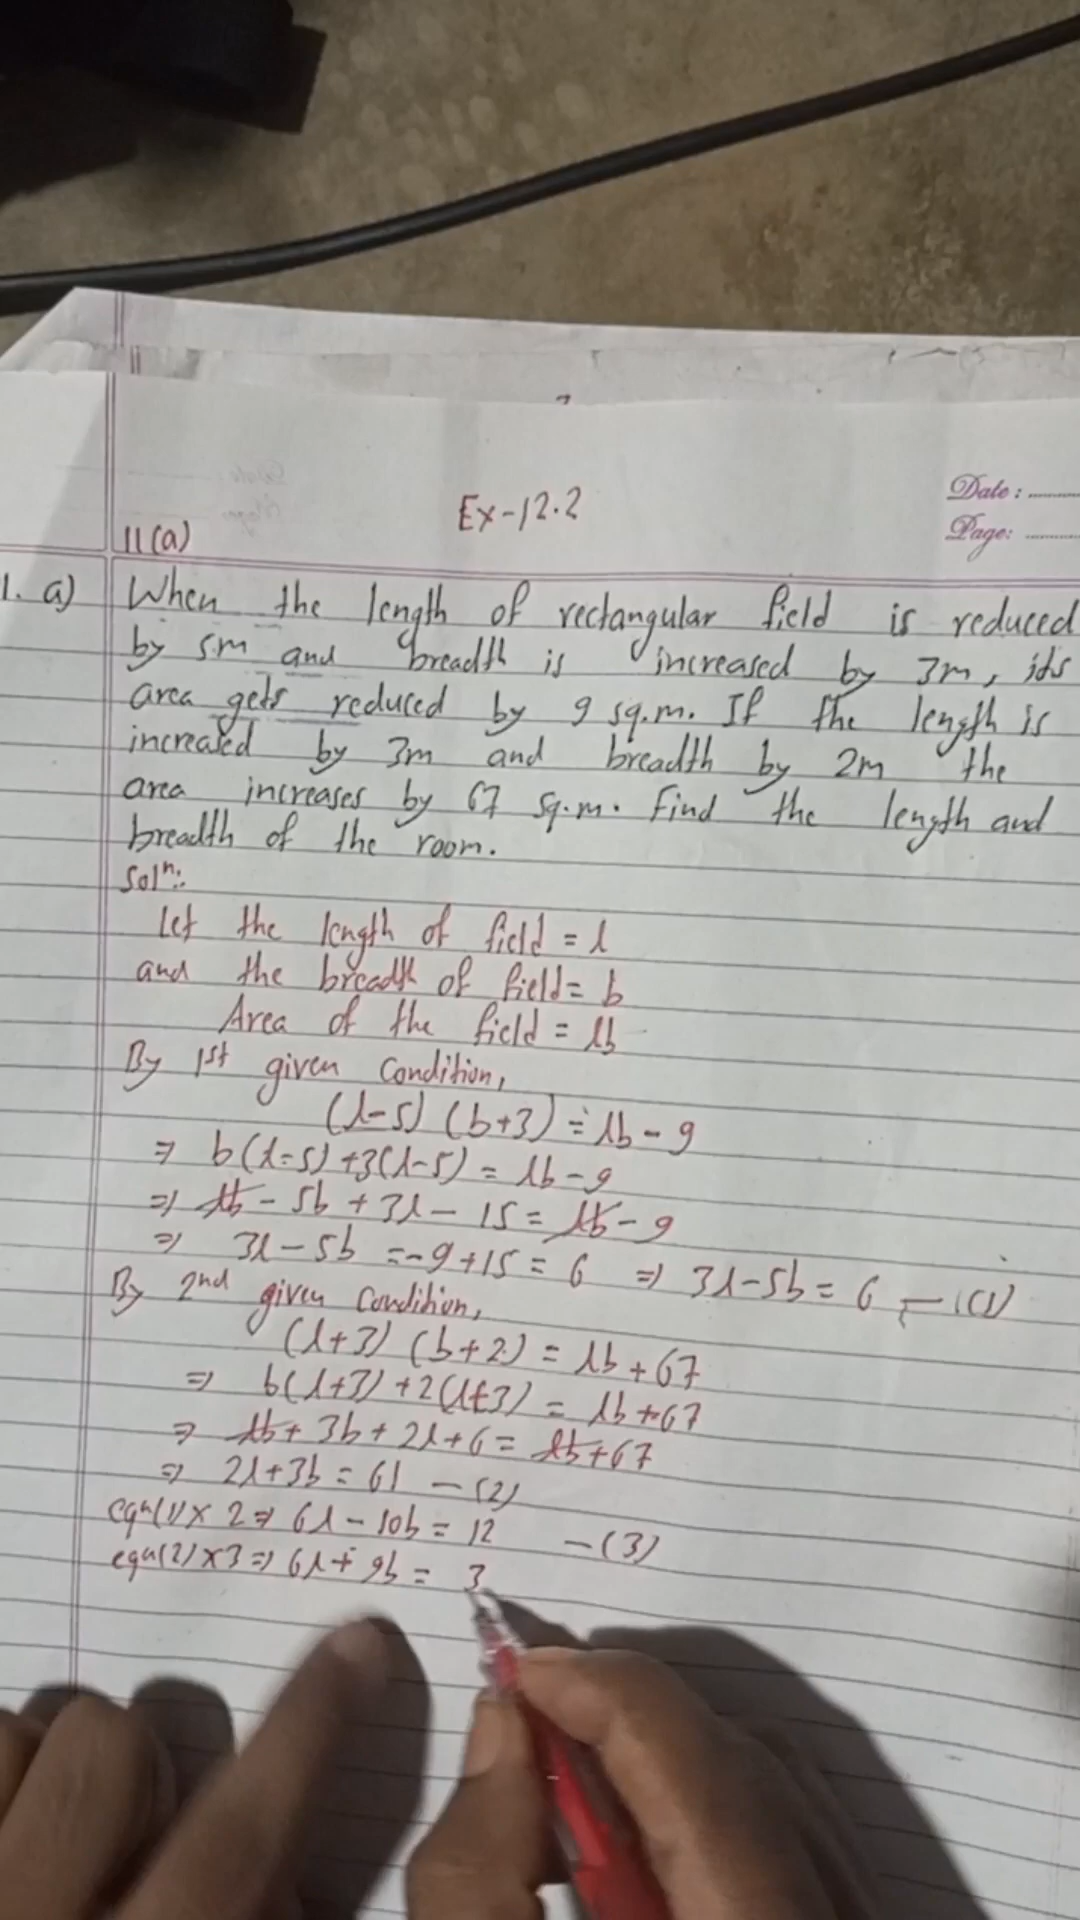 Ex-12.2
Date :
Page:
11(a)
1. a) When the length of rectangular field is reduced
by 5m and breadth is increased by 3m, its
area gets reduced by 9 sq.m. If the length is
increased by 3m and breadth by 2m the
area increases by 67 sq.m. Find the length and
breadth of the room.
Solⁿ:
Let the length of field = l
and the breadth of field = b
Area of the field = lb
By 1st given condition,
(l-5) (b+3) = lb - 9
⇒ b(l-5) +3(l-5) = lb - 9
⇒ lb - 5b + 3l - 15 = lb - 9
⇒ 3l - 5b = -9+15 = 6 ⇒ 3l-5b = 6 —(1)
By 2nd given condition,
(l+3) (b+2) = lb + 67
⇒ b(l+3) +2(l+3) = lb +67
⇒ lb + 3b + 2l + 6 = lb + 67
⇒ 2l+3b = 61 —(2)
eqn(1)× 2 ⇒ 6l - 10b = 12 —(3)
eqn(2)×3 ⇒ 6l + 9b = 3